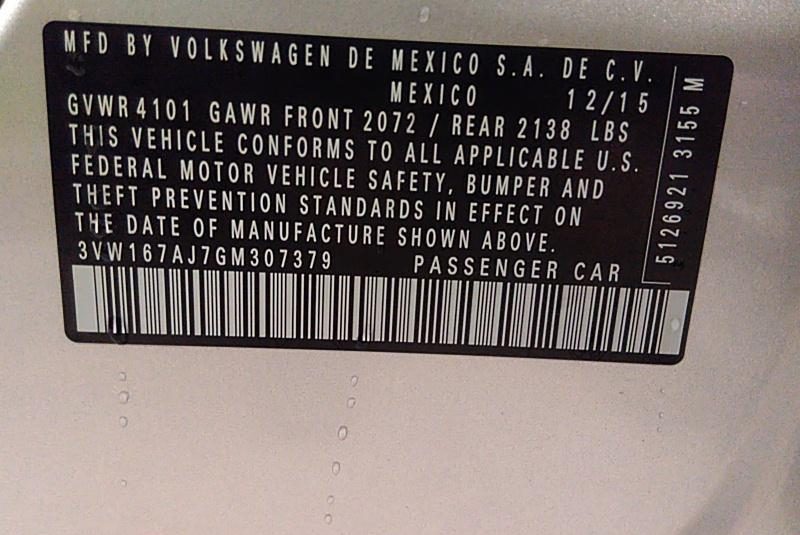 MFD BY VOLKSWAGEN DE MEXICO S.A. DE C.V.
MEXICO 12/15
GVWR 4101 GAWR FRONT 2072 / REAR 2138 LBS
THIS VEHICLE CONFORMS TO ALL APPLICABLE U.S.
FEDERAL MOTOR VEHICLE SAFETY, BUMPER AND
THEFT PREVENTION STANDARDS IN EFFECT ON
THE DATE OF MANUFACTURE SHOWN ABOVE.
3VW167AJ7GM307379 PASSENGER CAR
5126921 3155 M